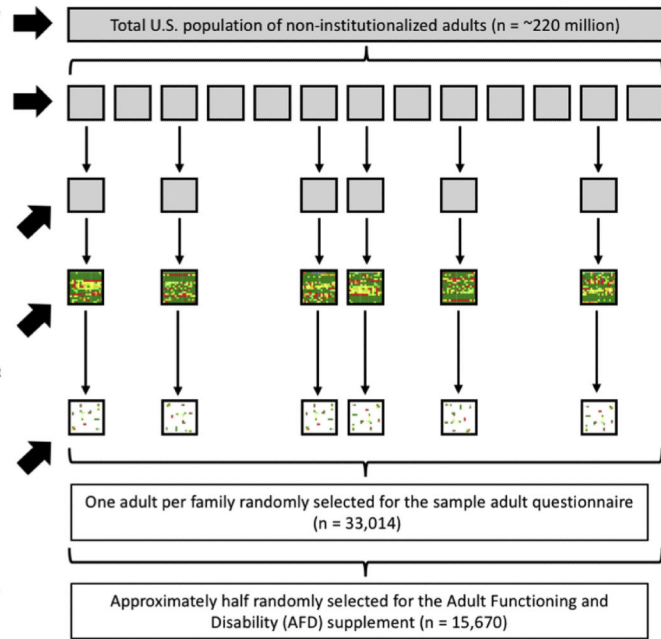 Total U.S. population of non-institutionalized adults (n = ~220 million)
One adult per family randomly selected for the sample adult questionnaire
(n = 33,014)
Approximately half randomly selected for the Adult Functioning and
Disability (AFD) supplement (n = 15,670)